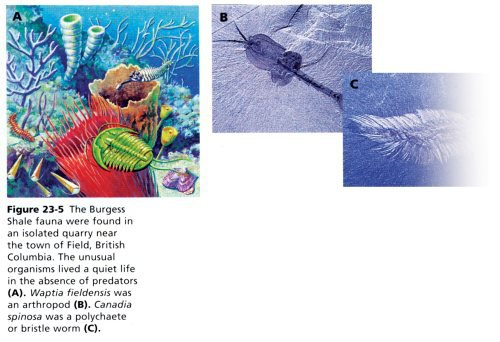 A
B
C
Figure 23-5 The Burgess
Shale fauna were found in
an isolated quarry near
the town of Field, British
Columbia. The unusual
organisms lived a quiet life
in the absence of predators
(A). Waptia fieldensis was
an arthropod (B). Canadia
spinosa was a polychaete
or bristle worm (C).